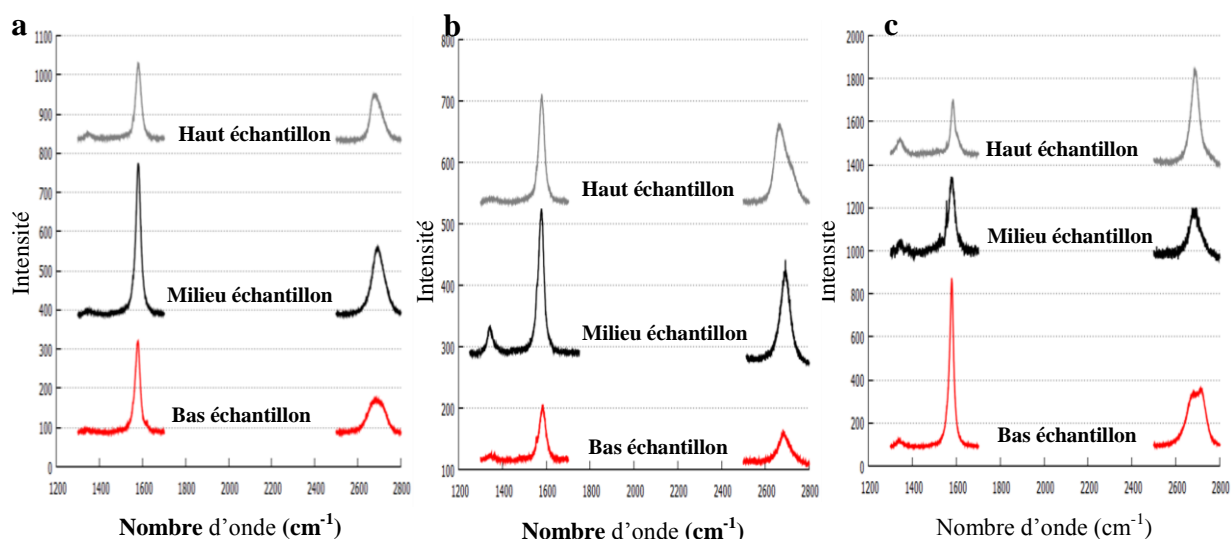 a
1100
1000
900
800
700
600
500
400
300
200
100
0
Intensité
Haut échantillon
Milieu échantillon
Bas échantillon
1200 1400 1600 1800 2000 2200 2400 2600 2800
Nombre d'onde (cm-1)
b
800
700
600
500
400
300
200
100
Intensité
Haut échantillon
Milieu échantillon
Bas échantillon
1200 1400 1600 1800 2000 2200 2400 2600 2800
Nombre d'onde (cm-1)
c
2000
1800
1600
1400
1200
1000
800
600
400
200
0
Intensité
Haut échantillon
Milieu échantillon
Bas échantillon
1200 1400 1600 1800 2000 2200 2400 2600 2800
Nombre d'onde (cm-1)